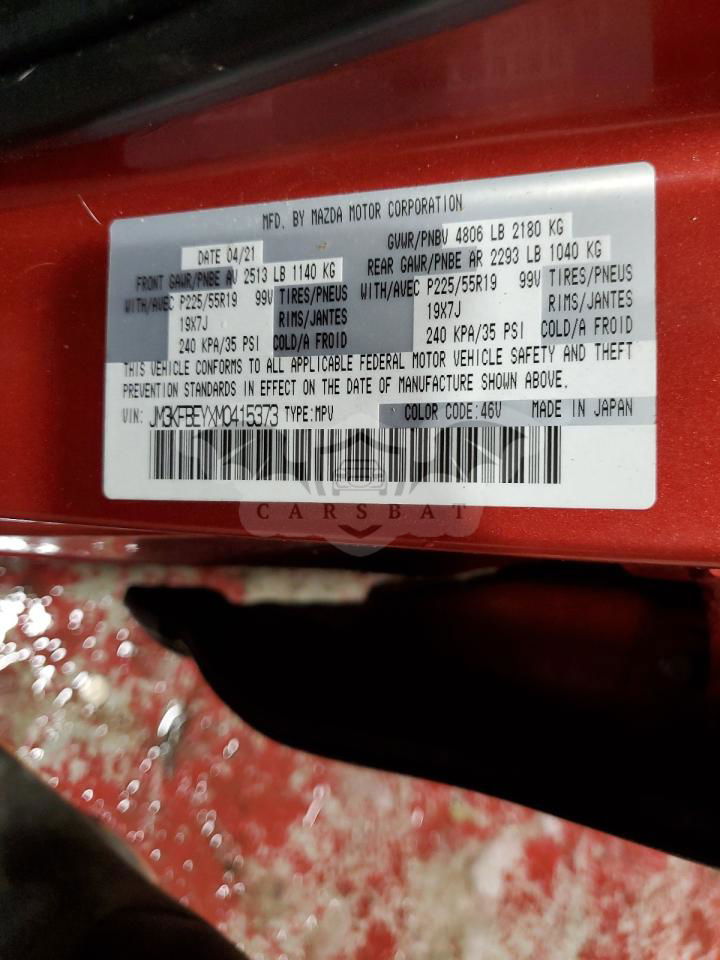 MFD. BY MAZDA MOTOR CORPORATION
DATE 04/21 GVWR/PNBV 4806 LB 2180 KG
FRONT GAWR/PNBE AV 2513 LB 1140 KG REAR GAWR/PNBE AR 2293 LB 1040 KG
WITH/AVEC P225/55R19 99V TIRES/PNEUS WITH/AVEC P225/55R19 99V TIRES/PNEUS
19X7J RIMS/JANTES 19X7J RIMS/JANTES
240 KPA/35 PSI COLD/A FROID 240 KPA/35 PSI COLD/A FROID
THIS VEHICLE CONFORMS TO ALL APPLICABLE FEDERAL MOTOR VEHICLE SAFETY AND THEFT
PREVENTION STANDARDS IN EFFECT ON THE DATE OF MANUFACTURE SHOWN ABOVE.
VIN: JM3KFBEYXM0415373 TYPE:MPV COLOR CODE:46V MADE IN JAPAN
CARSBAT